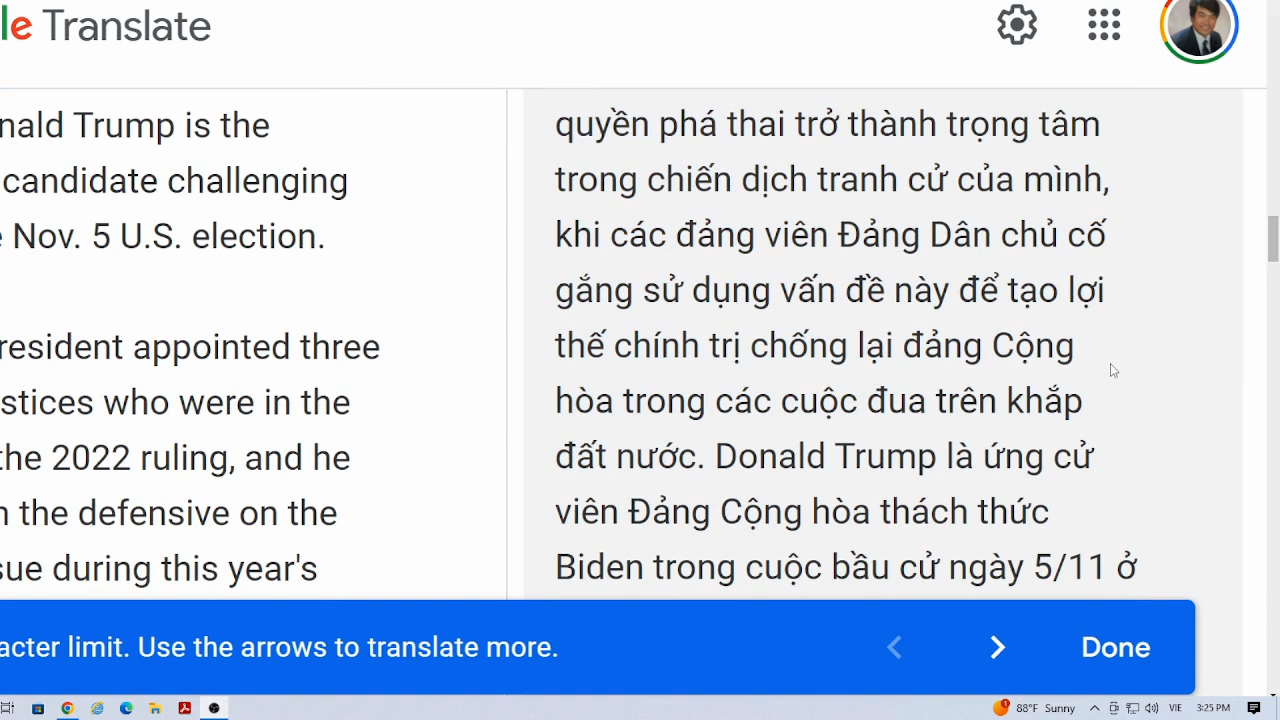 le Translate
nald Trump is the
candidate challenging
Nov. 5 U.S. election.
resident appointed three
stices who were in the
the 2022 ruling, and he
n the defensive on the
sue during this year's
quyền phá thai trở thành trọng tâm
trong chiến dịch tranh cử của mình,
khi các đảng viên Đảng Dân chủ cố
gắng sử dụng vấn đề này để tạo lợi
thế chính trị chống lại đảng Cộng
hòa trong các cuộc đua trên khắp
đất nước. Donald Trump là ứng cử
viên Đảng Cộng hòa thách thức
Biden trong cuộc bầu cử ngày 5/11 ở
acter limit. Use the arrows to translate more.
Done
88°F Sunny
VIE
3:25 PM